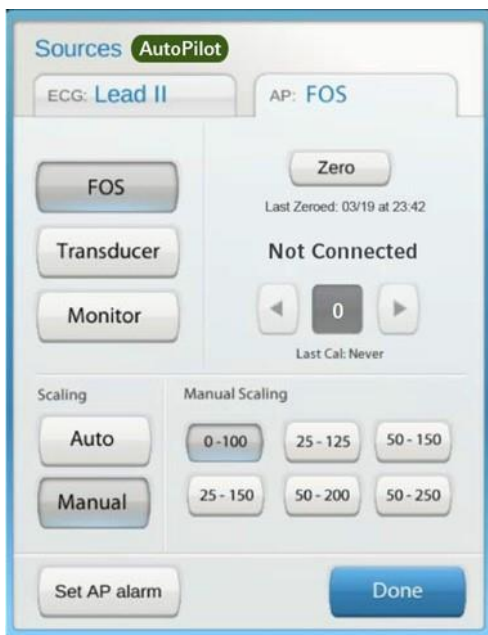 Sources AutoPilot
ECG: Lead II
AP: FOS
FOS
Transducer
Monitor
Zero
Last Zeroed: 03/19 at 23:42
Not Connected
0
Last Cal: Never
Scaling
Auto
Manual
Manual Scaling
0-100 25 - 125 50 - 150
25 - 150 50 - 200 50 - 250
Set AP alarm
Done